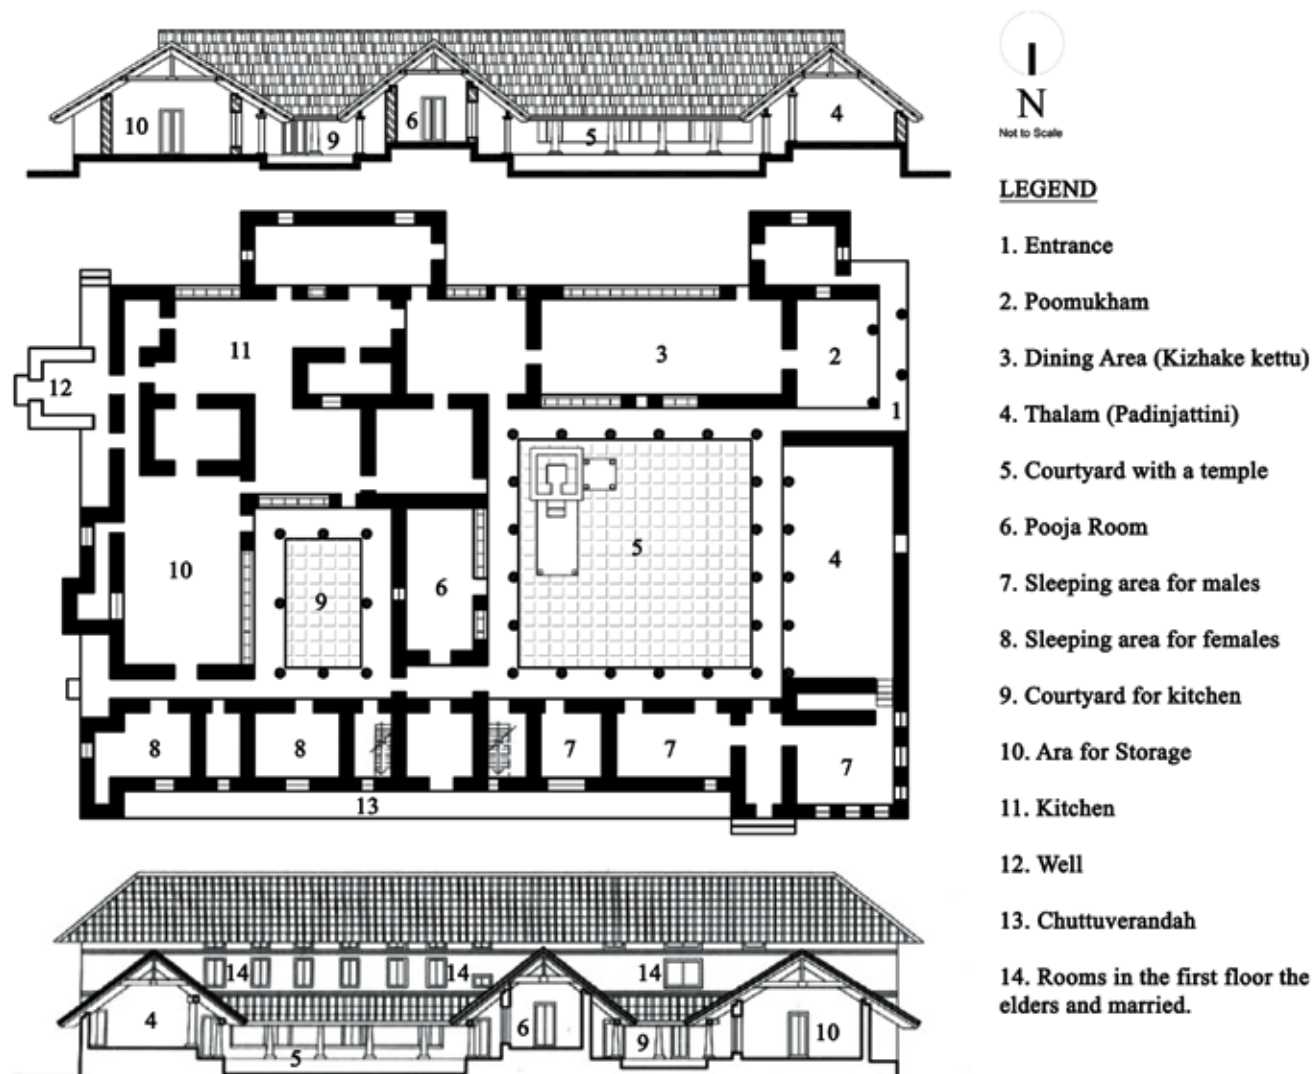 10
9
6
5
4
N
Not to Scale
LEGEND
1. Entrance
2. Poomukham
3. Dining Area (Kizhake kettu)
4. Thalam (Padinjattini)
5. Courtyard with a temple
6. Pooja Room
7. Sleeping area for males
8. Sleeping area for females
9. Courtyard for kitchen
10. Ara for Storage
11. Kitchen
12. Well
13. Chuttuverandah
14. Rooms in the first floor the
elders and married.
11
12
3
2
1
10
9
6
5
4
8
8
7
7
7
13
14
14
14
4
5
6
9
10